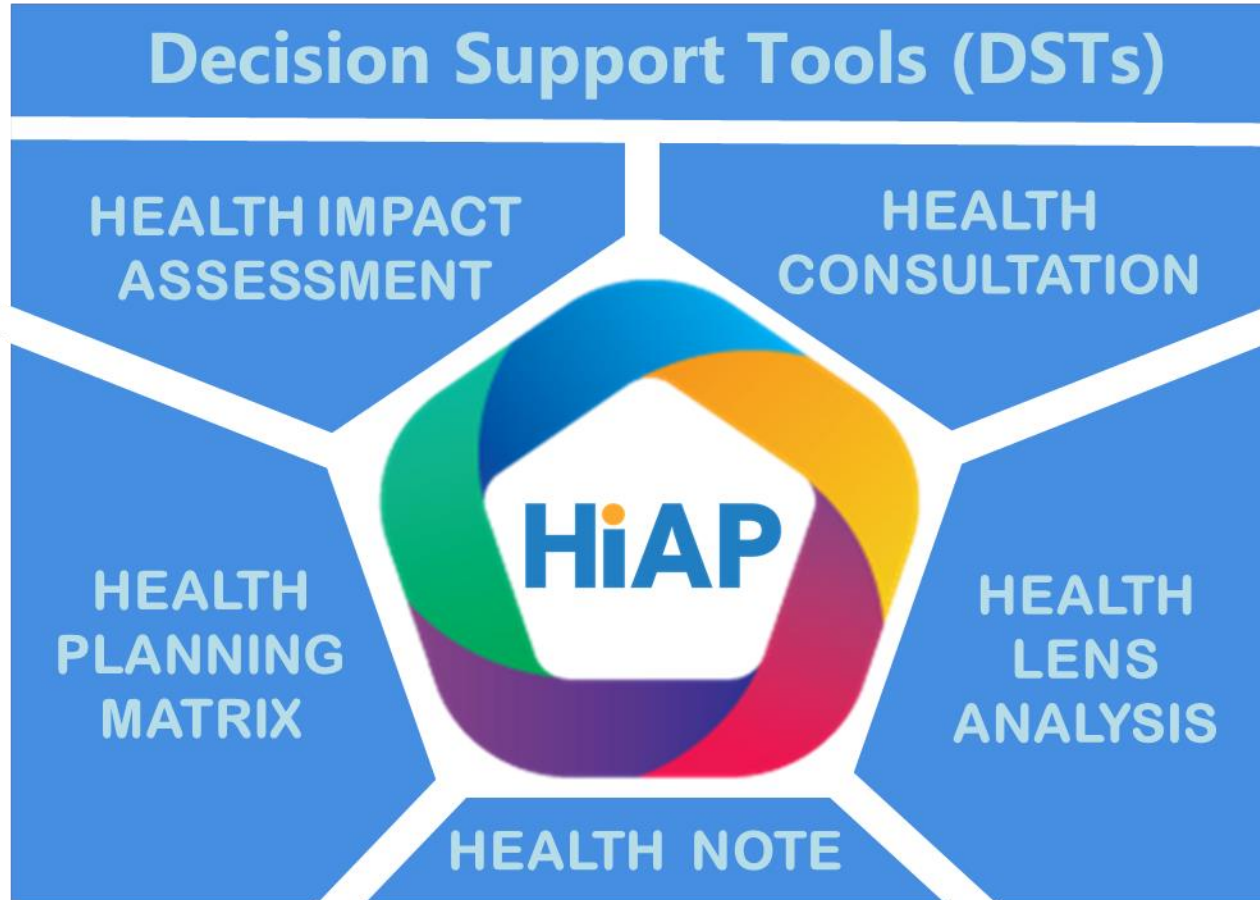 Decision Support Tools (DSTs)
HEALTH IMPACT
ASSESSMENT
HEALTH
CONSULTATION
HiAP
HEALTH
PLANNING
MATRIX
HEALTH
LENS
ANALYSIS
HEALTH NOTE